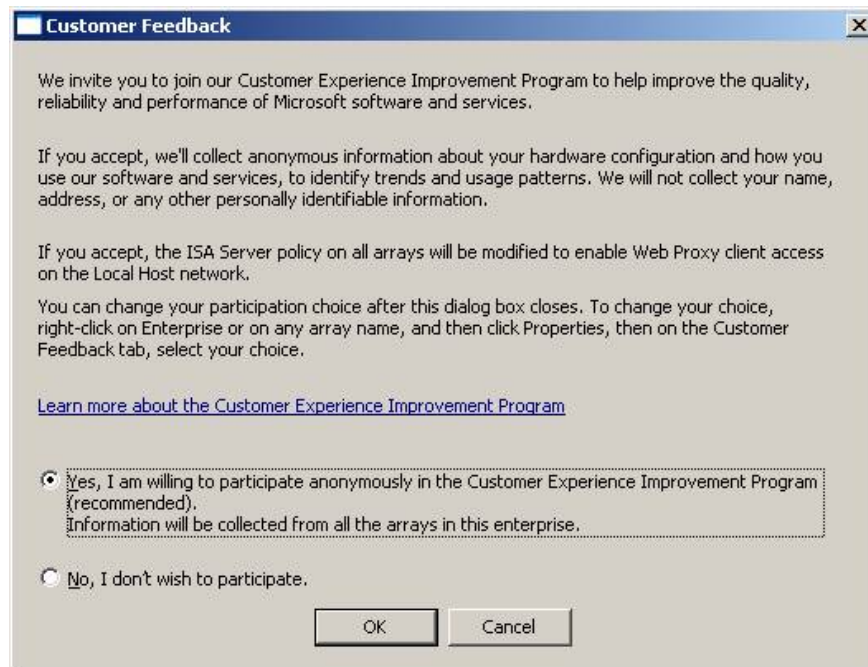 Customer Feedback
We invite you to join our Customer Experience Improvement Program to help improve the quality,
reliability and performance of Microsoft software and services.
If you accept, we'll collect anonymous information about your hardware configuration and how you
use our software and services, to identify trends and usage patterns. We will not collect your name,
address, or any other personally identifiable information.
If you accept, the ISA Server policy on all arrays will be modified to enable Web Proxy client access
on the Local Host network.
You can change your participation choice after this dialog box closes. To change your choice,
right-click on Enterprise or on any array name, and then click Properties, then on the Customer
Feedback tab, select your choice.
Learn more about the Customer Experience Improvement Program
Yes, I am willing to participate anonymously in the Customer Experience Improvement Program
(recommended).
Information will be collected from all the arrays in this enterprise.
No, I don't wish to participate.
OK
Cancel